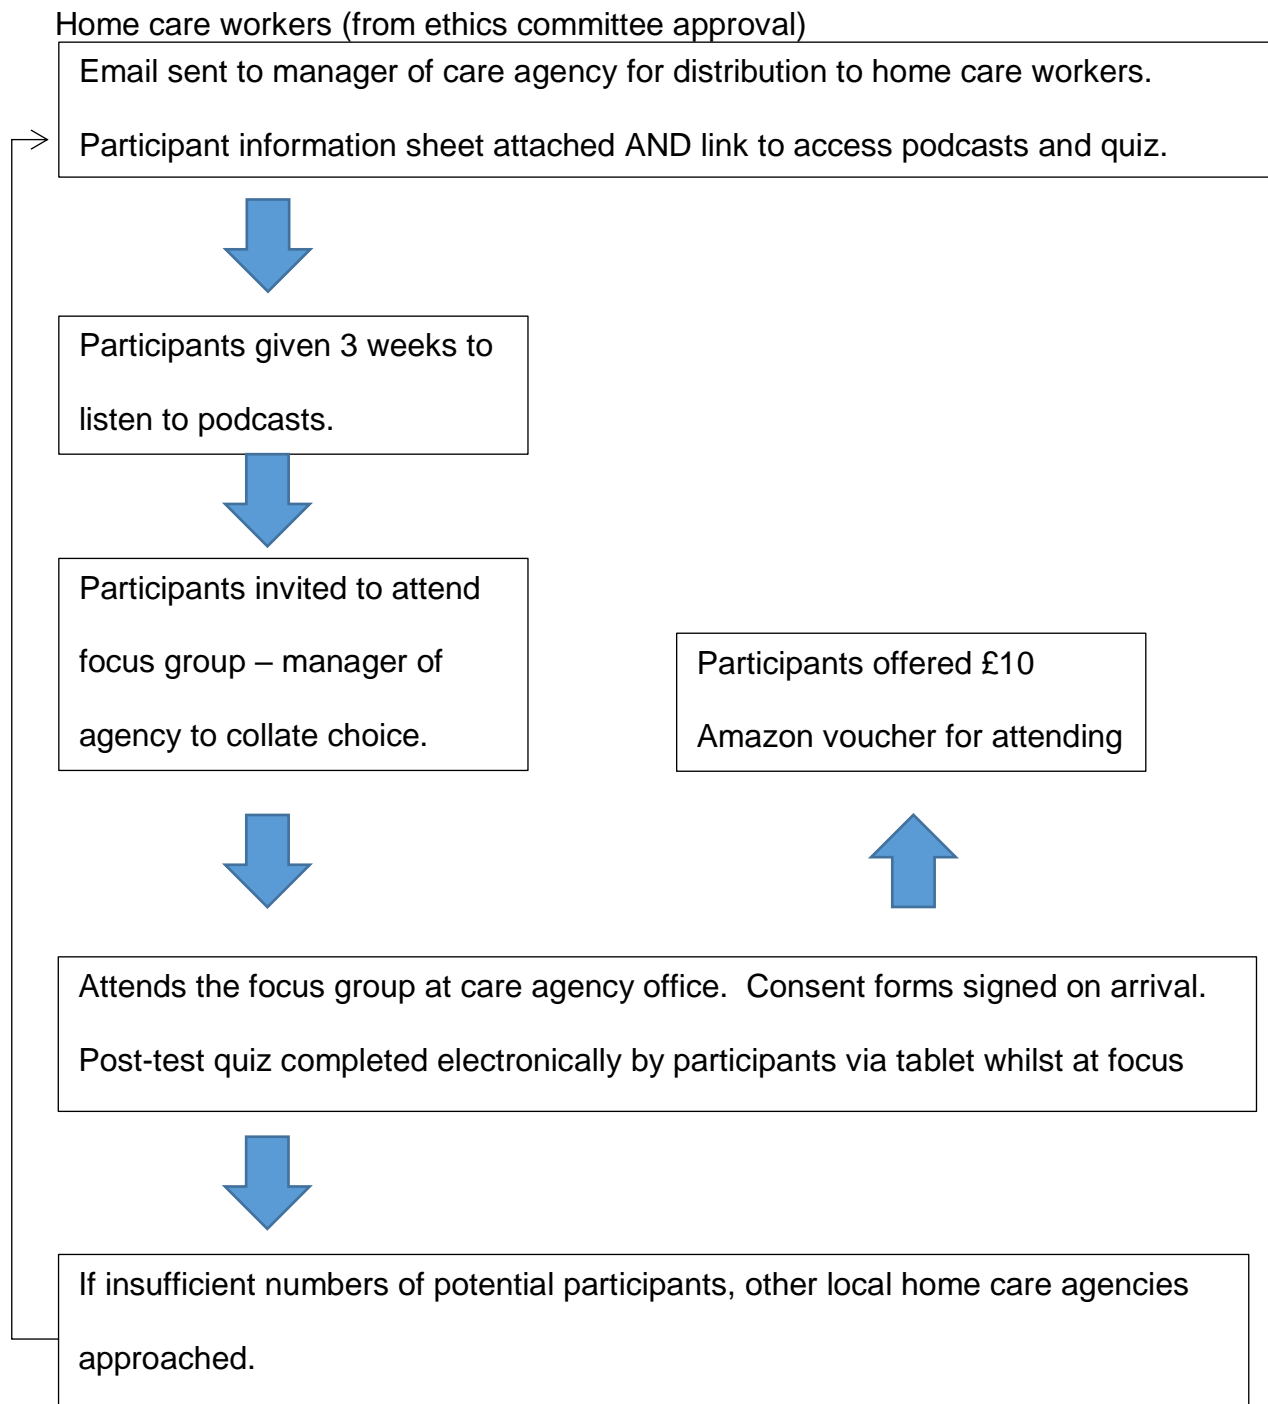 Home care workers (from ethics committee approval)
Email sent to manager of care agency for distribution to home care workers.
Participant information sheet attached AND link to access podcasts and quiz.
Participants given 3 weeks to
listen to podcasts.
Participants invited to attend
focus group – manager of
agency to collate choice.
Participants offered £10
Amazon voucher for attending
Attends the focus group at care agency office.  Consent forms signed on arrival.
Post-test quiz completed electronically by participants via tablet whilst at focus
If insufficient numbers of potential participants, other local home care agencies
approached.